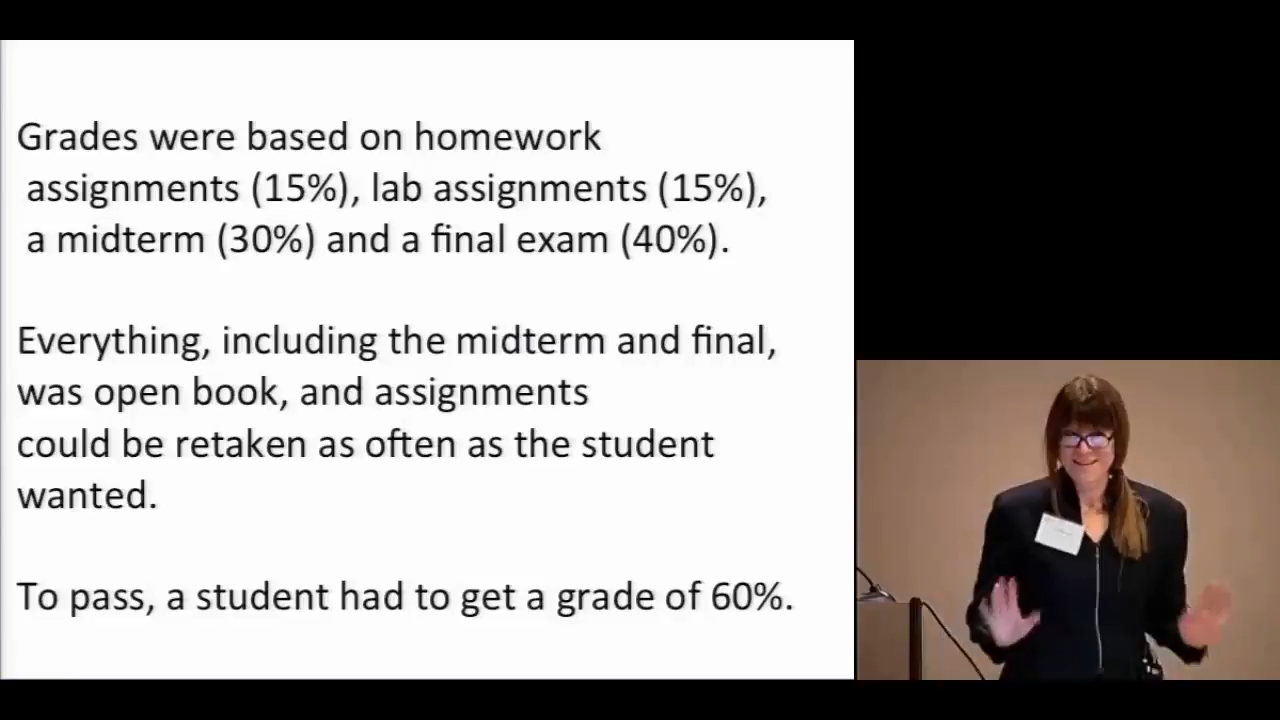 Grades were based on homework
assignments (15%), lab assignments (15%),
a midterm (30%) and a final exam (40%).
Everything, including the midterm and final,
was open book, and assignments
could be retaken as often as the student
wanted.
To pass, a student had to get a grade of 60%.